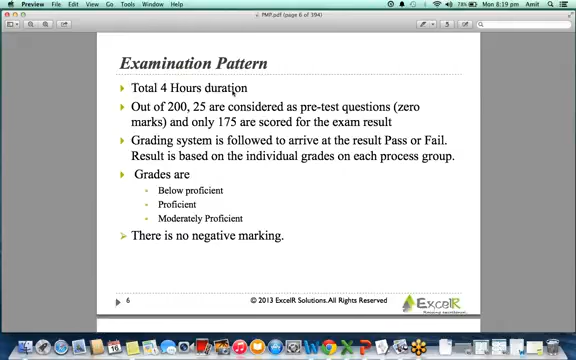 Preview File Edit View Go Tools Window Help
78% Mon 8:19 pm Amit
PMP.pdf (page 6 of 394)
Examination Pattern
Total 4 Hours duration
Out of 200, 25 are considered as pre-test questions (zero
marks) and only 175 are scored for the exam result
Grading system is followed to arrive at the result Pass or Fail.
Result is based on the individual grades on each process group.
Grades are
Below proficient
Proficient
Moderately Proficient
There is no negative marking.
6
© 2013 ExcelR Solutions.All Rights Reserved
ExcelR